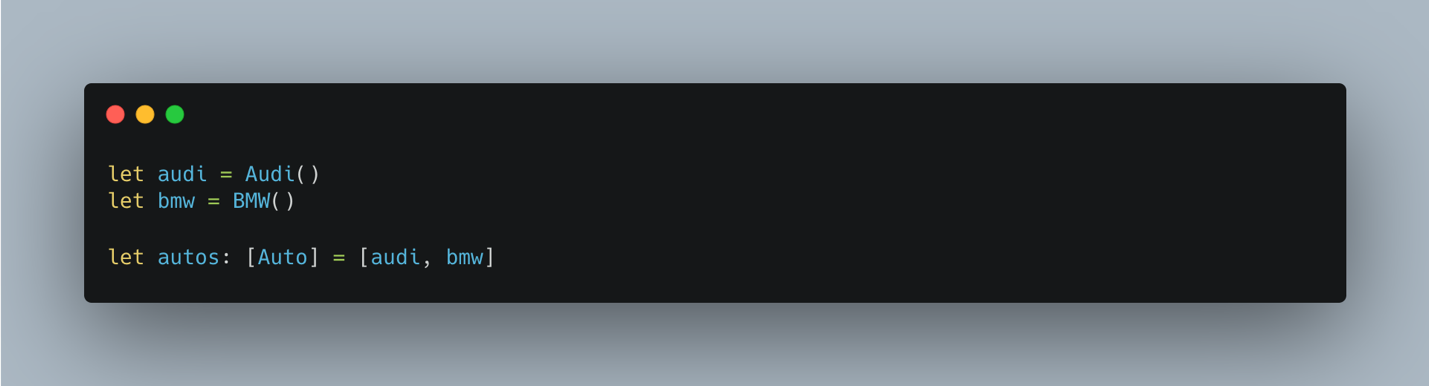 let audi = Audi()
let bmw = BMW()
let autos: [Auto] = [audi, bmw]